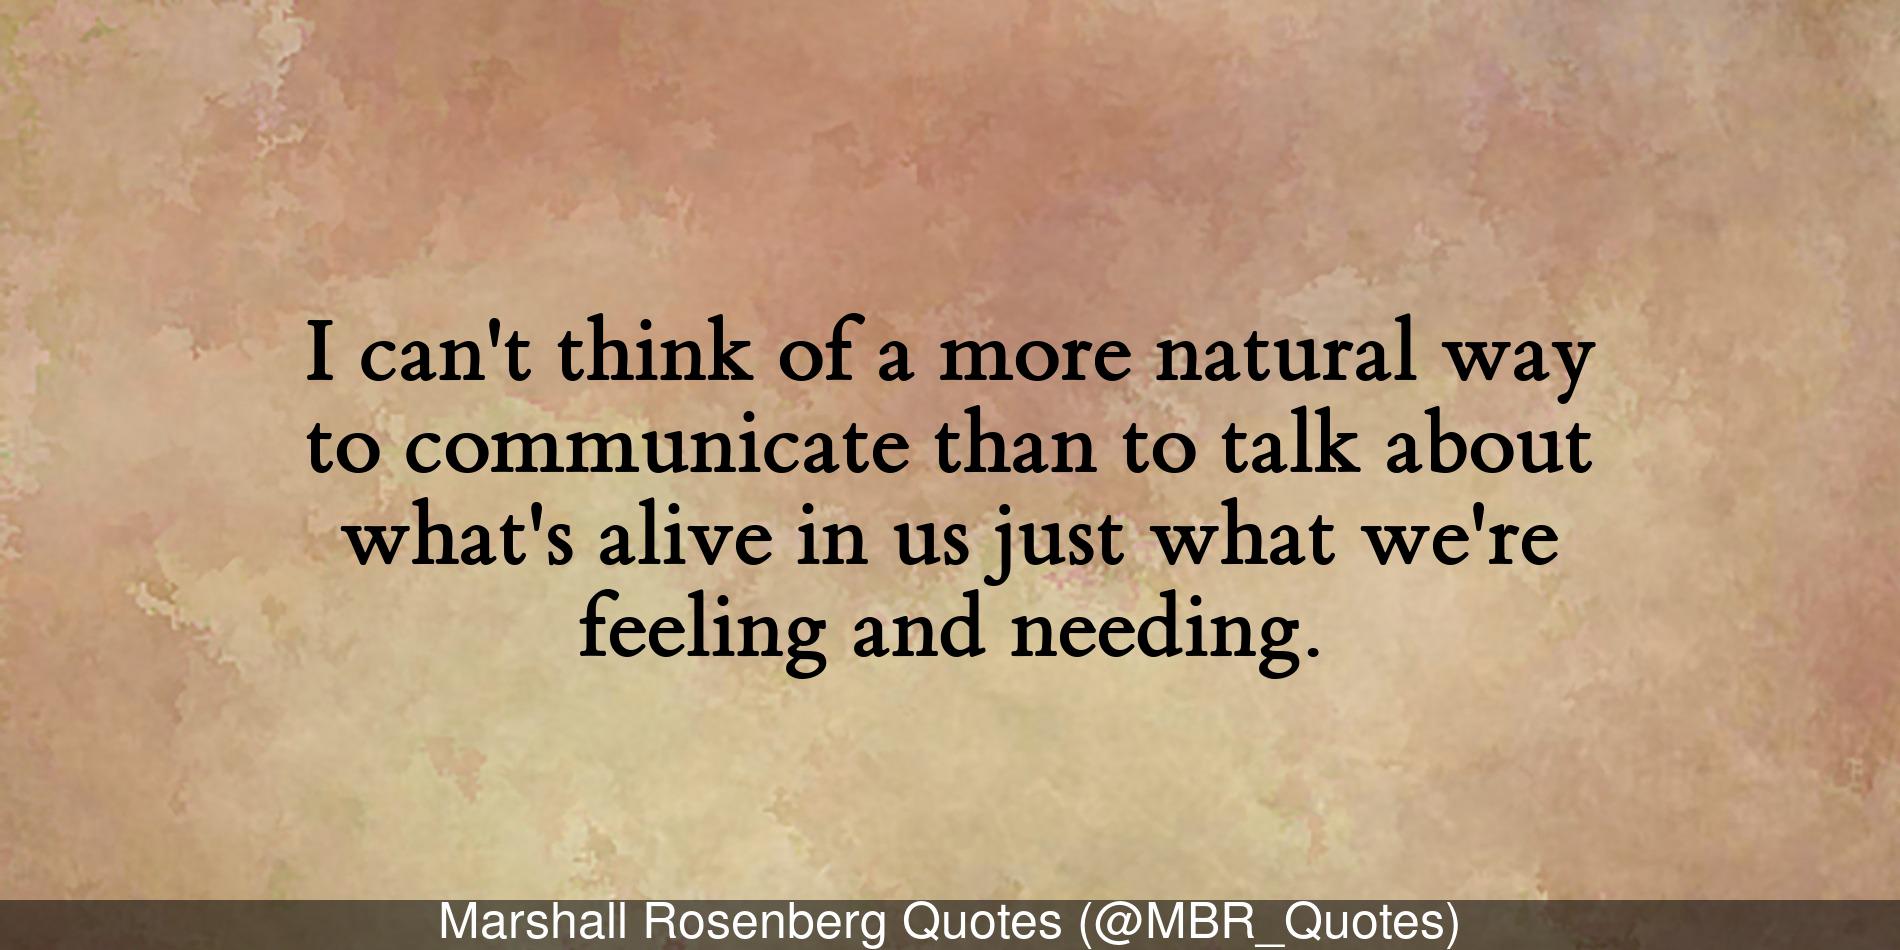 I can't think of a more natural way
to communicate than to talk about
what's alive in us just what we're
feeling and needing.
Marshall Rosenberg Quotes (@MBR_Quotes)